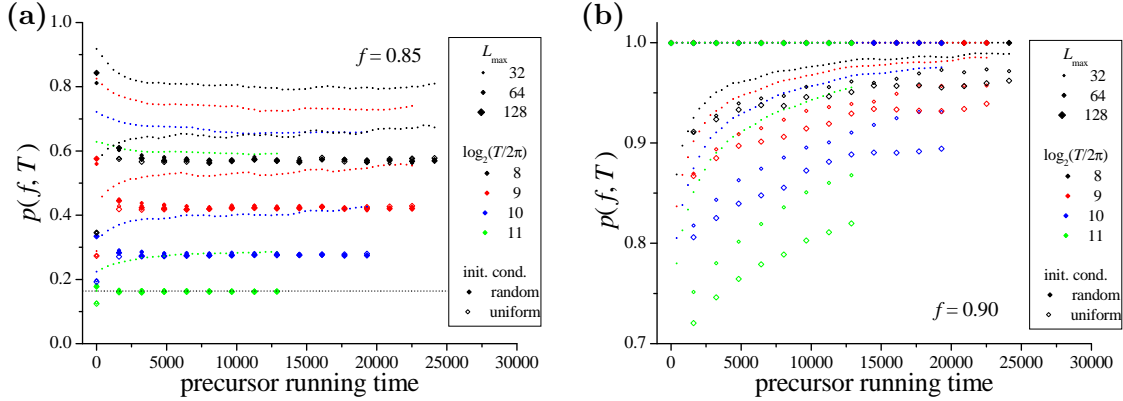 (a)
1.0
0.8
0.6
0.4
0.2
0.0
p(f, T)
f = 0.85
0 5000 10000 15000 20000 25000
precursor running time
L_max
32
64
128
log₂(T/2π)
8
9
10
11
init. cond.
random
uniform
(b)
1.0
0.9
0.8
0.7
p(f, T)
f = 0.90
0 5000 10000 15000 20000 25000 30000
precursor running time
L_max
32
64
128
log₂(T/2π)
8
9
10
11
init. cond.
random
uniform